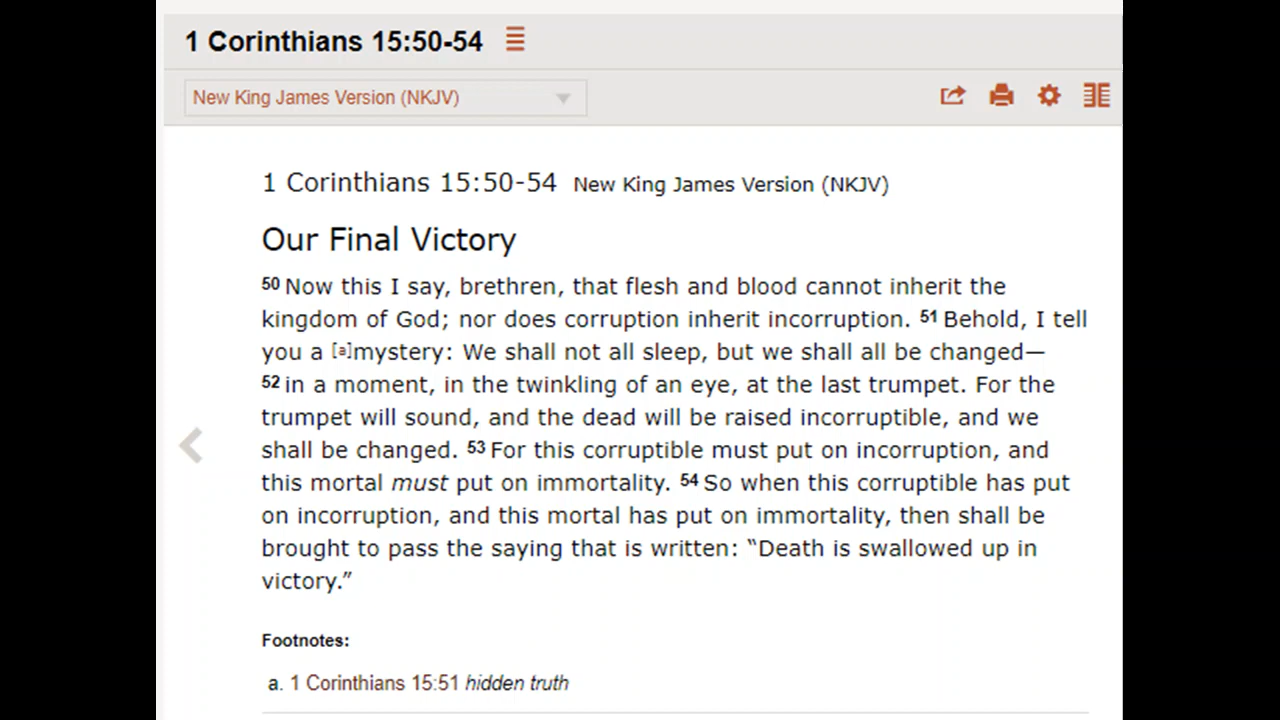 1 Corinthians 15:50-54
New King James Version (NKJV)
1 Corinthians 15:50-54 New King James Version (NKJV)
Our Final Victory
50 Now this I say, brethren, that flesh and blood cannot inherit the
kingdom of God; nor does corruption inherit incorruption. 51 Behold, I tell
you a [a]mystery: We shall not all sleep, but we shall all be changed—
52 in a moment, in the twinkling of an eye, at the last trumpet. For the
trumpet will sound, and the dead will be raised incorruptible, and we
shall be changed. 53 For this corruptible must put on incorruption, and
this mortal must put on immortality. 54 So when this corruptible has put
on incorruption, and this mortal has put on immortality, then shall be
brought to pass the saying that is written: “Death is swallowed up in
victory.”
Footnotes:
a. 1 Corinthians 15:51 hidden truth